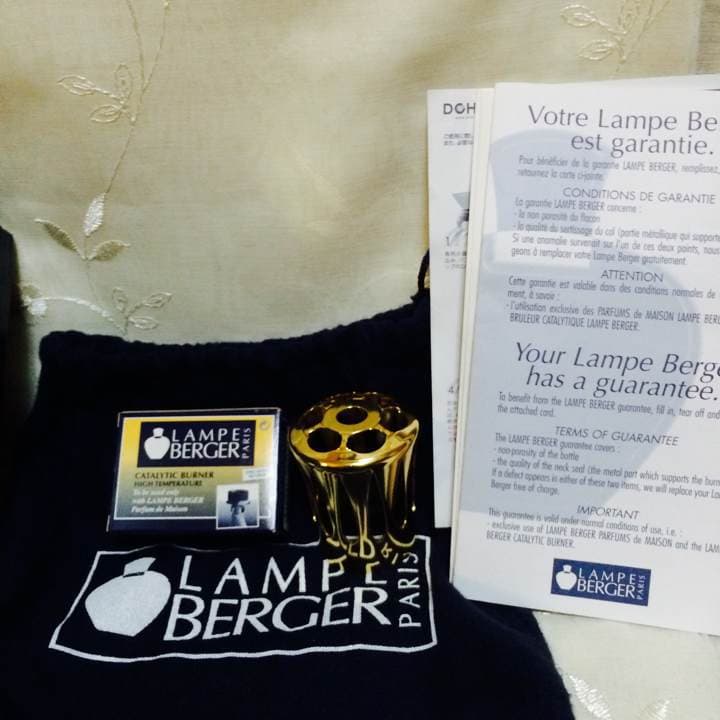 LAMPE
BERGER
PARIS
CATALYTIC BURNER
HIGH TEMPERATURE
To be used only
with LAMPE BERGER
Parfum de Maison
LAMPE
BERGER
PARIS
DOH
Votre Lampe Be
est garantie.
Pour bénéficier de la garantie LAMPE BERGER, remplissez,
retournez la carte ci-jointe.
CONDITIONS DE GARANTIE
La garantie LAMPE BERGER concerne :
- la non porosité du flacon
- la qualité du sertissage du col (partie métallique qui supporte
Si une anomalie survenait sur l'un de ces deux points, nous
geons à remplacer votre Lampe Berger gratuitement.
ATTENTION
Cette garantie est valable dans des conditions normales de
ment, à savoir :
- l'utilisation exclusive des PARFUMS de MAISON LAMPE BERG
BRULEUR CATALYTIQUE LAMPE BERGER.
Your Lampe Berge
has a guarantee.
To benefit from the LAMPE BERGER guarantee, fill in, tear off and
the attached card.
TERMS OF GUARANTEE
The LAMPE BERGER guarantee covers :
- non-porosity of the bottle
- the quality of the neck seal (the metal part which supports the burn
If a defect appears in either of these two items, we will replace your La
Berger free of charge.
IMPORTANT
This guarantee is valid under normal conditions of use, i.e. :
- exclusive use of LAMPE BERGER PARFUMS de MAISON and the LAM
BERGER CATALYTIC BURNER.
LAMPE
BERGER
PARIS